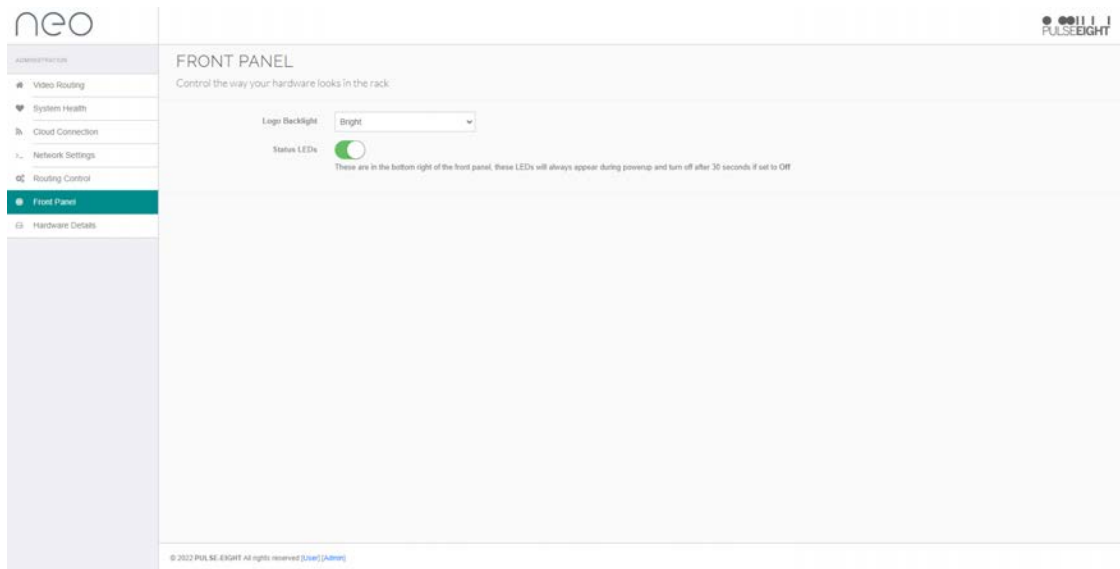 neo
PULSEEIGHT
ADMINISTRATION
Video Routing
System Health
Cloud Connection
Network Settings
Routing Control
Front Panel
Hardware Details
FRONT PANEL
Control the way your hardware looks in the rack
Logo Backlight
Bright
Status LEDs
These are in the bottom right of the front panel, these LEDs will always appear during powerup and turn off after 30 seconds if set to Off
© 2022 PULSE-EIGHT All rights reserved [User] [Admin]